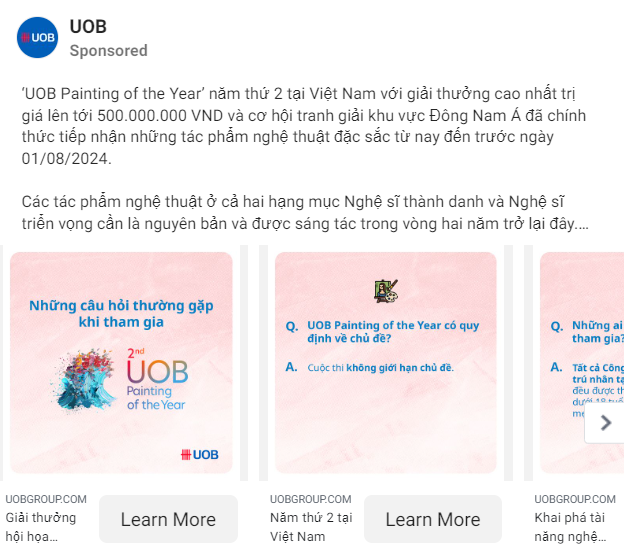 UOB
UOB
Sponsored
‘UOB Painting of the Year’ năm thứ 2 tại Việt Nam với giải thưởng cao nhất trị
giá lên tới 500.000.000 VND và cơ hội tranh giải khu vực Đông Nam Á đã chính
thức tiếp nhận những tác phẩm nghệ thuật đặc sắc từ nay đến trước ngày
01/08/2024.
Các tác phẩm nghệ thuật ở cả hai hạng mục Nghệ sĩ thành danh và Nghệ sĩ
triển vọng cần là nguyên bản và được sáng tác trong vòng hai năm trở lại đây....
Những câu hỏi thường gặp
khi tham gia
2nd
UOB
Painting
of the Year
UOB
Q. UOB Painting of the Year có quy
định về chủ đề?
A. Cuộc thi không giới hạn chủ đề.
Q. Những ai
tham gia?
A. Tất cả Công
trú nhân tạ
đều được th
dưới 18 tuổ
UOBGROUP.COM
Giải thưởng
hội họa...
Learn More
UOBGROUP.COM
Năm thứ 2 tại
Việt Nam
Learn More
UOBGROUP.COM
Khai phá tài
năng nghệ...